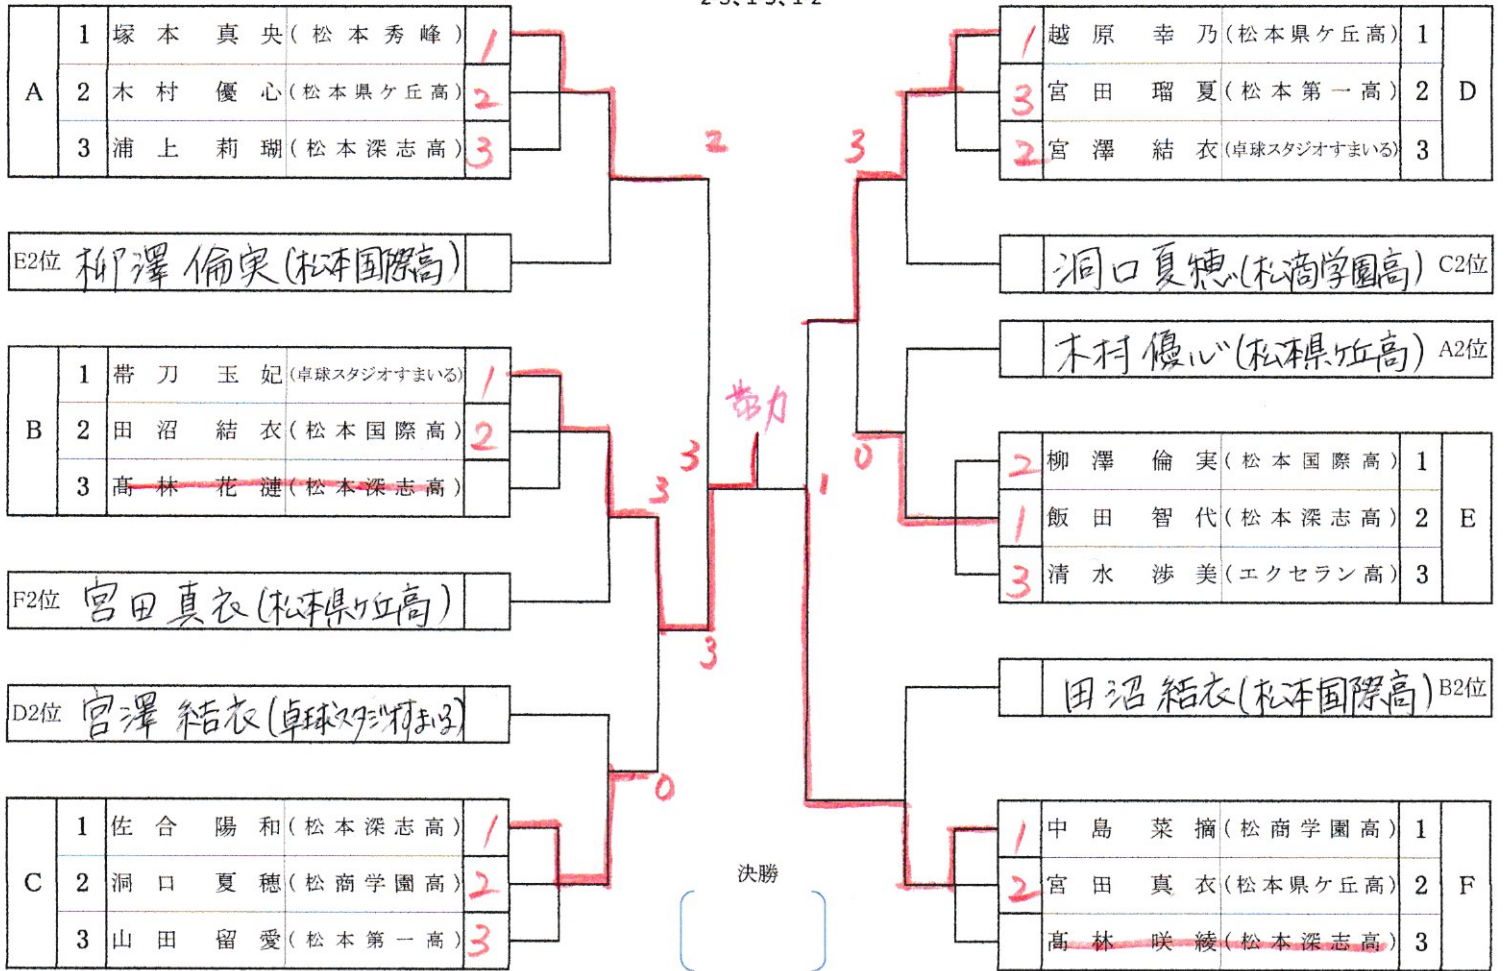 23、13、12
A
1 塚本 真央 (松本秀峰) 1
2 木村 優心 (松本県ケ丘高) 2
3 浦上 莉瑚 (松本深志高) 3
E2位 柳澤 倫実 (松本国際高)
B
1 帯刀 玉妃 (卓球スタジオすまいる) 1
2 田沼 結衣 (松本国際高) 2
3 髙林 花漣 (松本深志高)
F2位 宮田 真衣 (松本県ケ丘高)
D2位 宮澤 結衣 (卓球スタジオすまいる)
C
1 佐合 陽和 (松本深志高) 1
2 洞口 夏穂 (松商学園高) 2
3 山田 留愛 (松本第一高) 3
2
3
3
3
0
帯刀
決勝
3
0
1
D
1 越原 幸乃 (松本県ケ丘高) 1
3 宮田 瑠夏 (松本第一高) 2
2 宮澤 結衣 (卓球スタジオすまいる) 3
洞口 夏穂 (松商学園高) C2位
木村 優心 (松本県ケ丘高) A2位
E
2 柳澤 倫実 (松本国際高) 1
1 飯田 智代 (松本深志高) 2
3 清水 渉美 (エクセラン高) 3
田沼 結衣 (松本国際高) B2位
F
1 中島 菜摘 (松商学園高) 1
2 宮田 真衣 (松本県ケ丘高) 2
髙林 咲綾 (松本深志高) 3